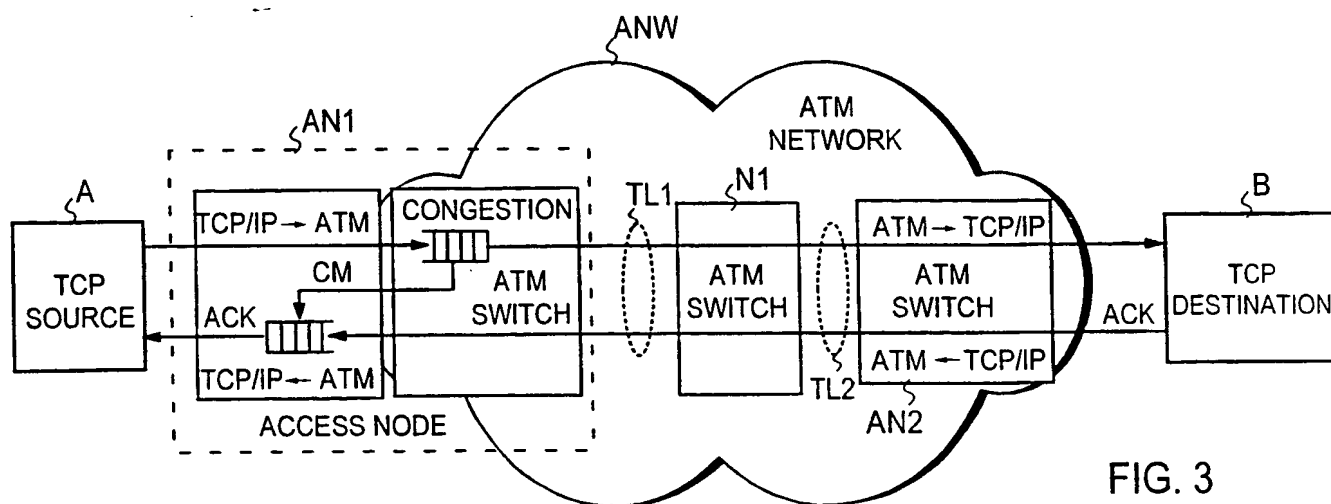 ANW
ATM
NETWORK
AN1
A
TCP
SOURCE
TCP/IP → ATM
CONGESTION
CM
ATM
SWITCH
ACK
TCP/IP ← ATM
ACCESS NODE
TL1
N1
ATM
SWITCH
TL2
ATM → TCP/IP
ATM
SWITCH
ATM ← TCP/IP
AN2
ACK
B
TCP
DESTINATION
FIG. 3